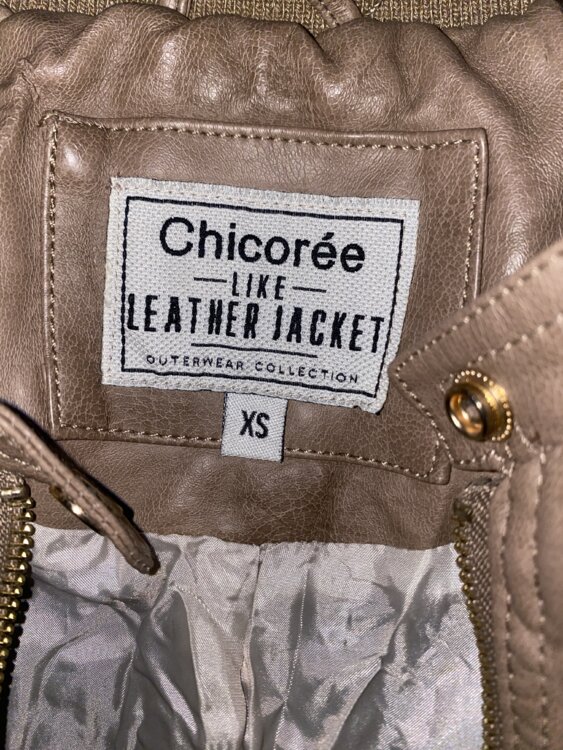 Chicorée
LIKE
LEATHER JACKET
OUTERWEAR COLLECTION
XS